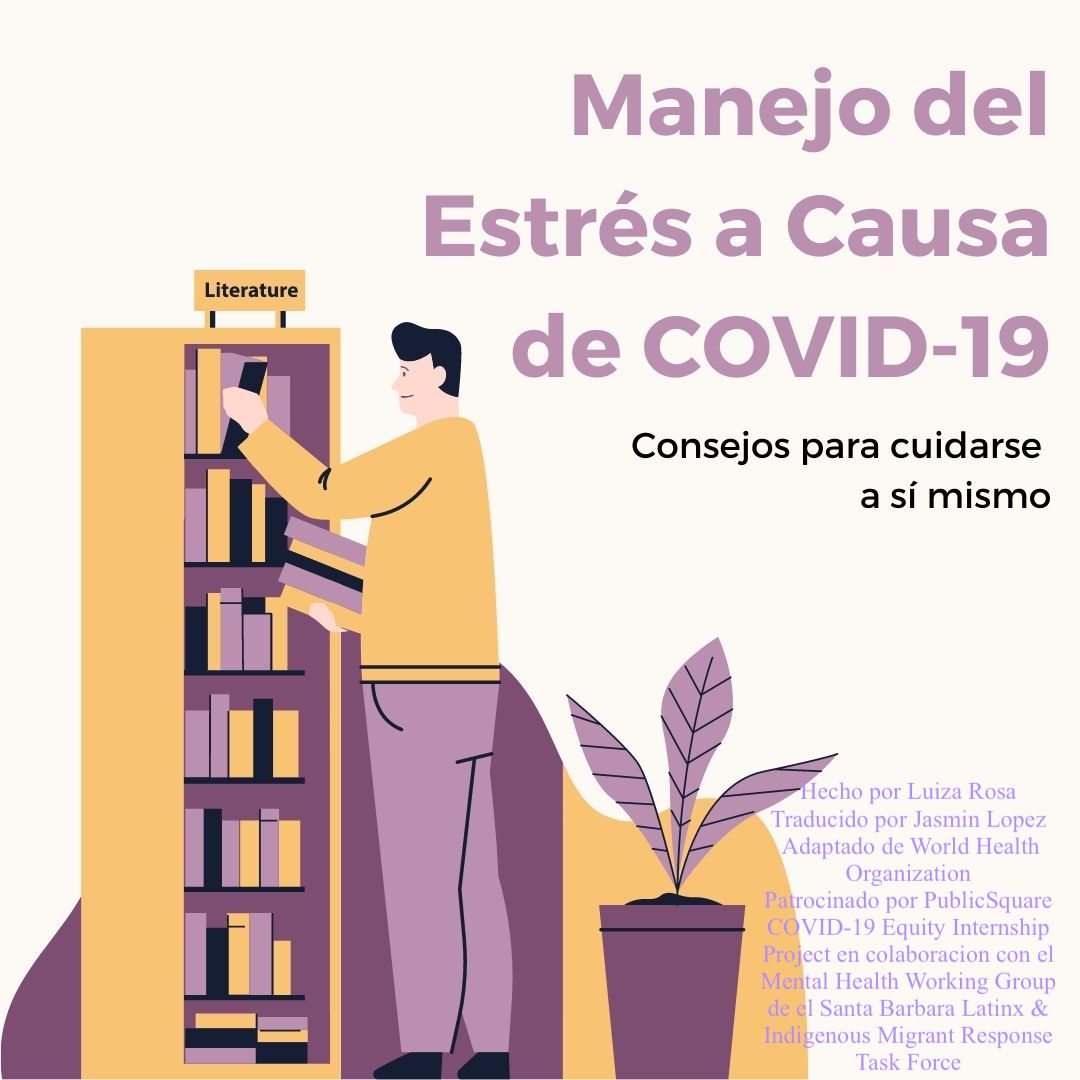 Manejo del
Estrés a Causa
de COVID-19
Literature
Consejos para cuidarse
a sí mismo
Hecho por Luiza Rosa
Traducido por Jasmin Lopez
Adaptado de World Health
Organization
Patrocinado por PublicSquare
COVID-19 Equity Internship
Project en colaboracion con el
Mental Health Working Group
de el Santa Barbara Latinx &
Indigenous Migrant Response
Task Force